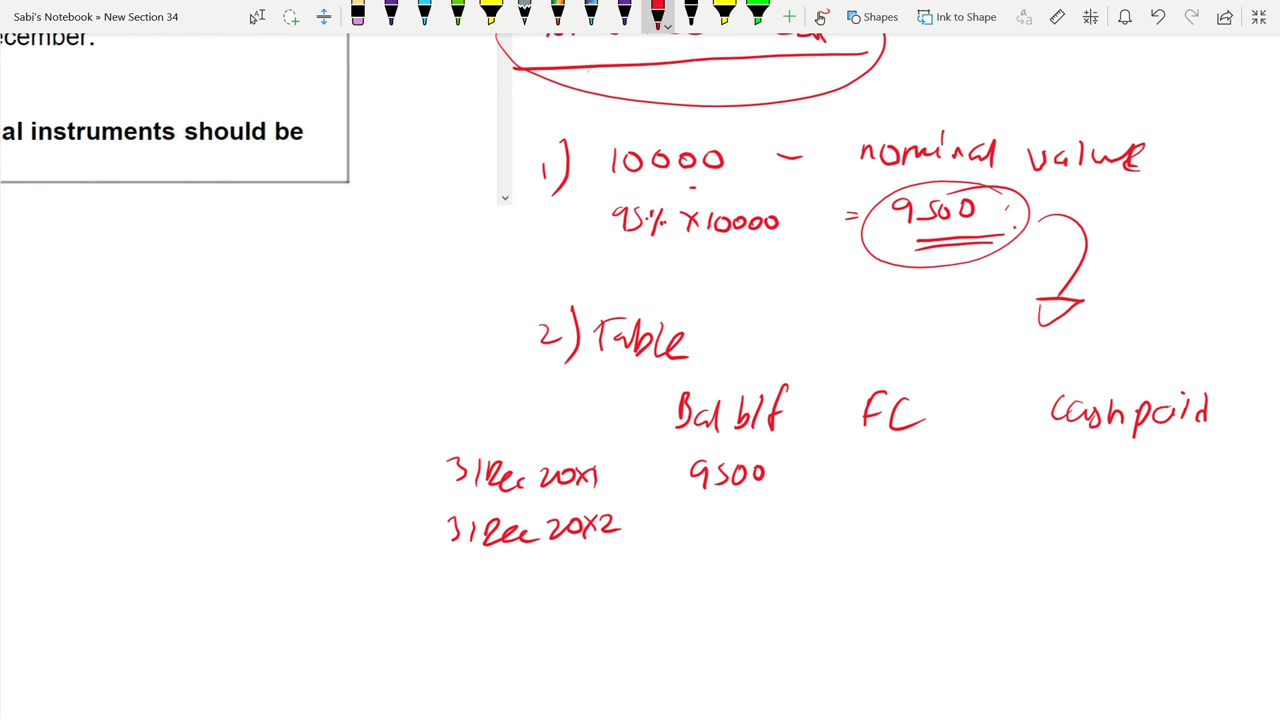 Sabi's Notebook » New Section 34
Shapes
Ink to Shape
cember.
al instruments should be
1) 10000 - nominal value
95% × 10000 = 9500
2) Table
Bal b/f FC cash paid
31 Dec 20x1 9500
31 Dec 20X2